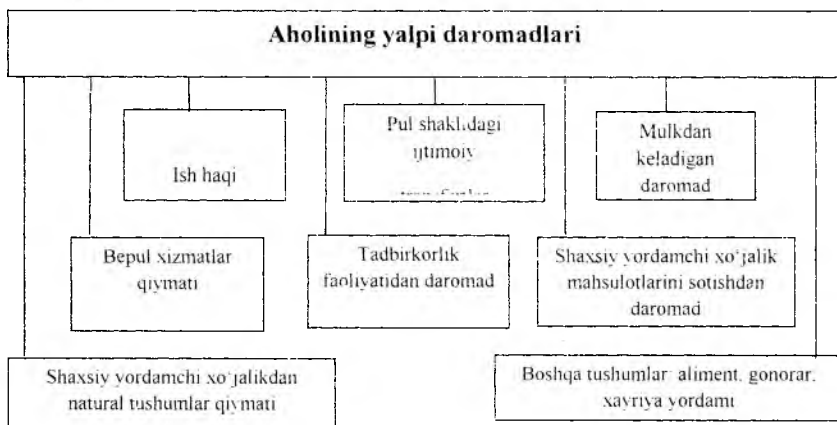 Aholining yalpi daromadlari
Pul shaklidagi
ijtimoiy
Ish haqi
Mulkdan
keladigan
daromad
Bepul xizmatlar
qiymati
Tadbirkorlik
faoliyatidan daromad
Shaxsiy yordamchi xo‘jalik
mahsulotlarini sotishdan
daromad
Shaxsiy yordamchi xo‘jalikdan
natural tushumlar qiymati
Boshqa tushumlar: aliment, gonorar,
xayriya yordami